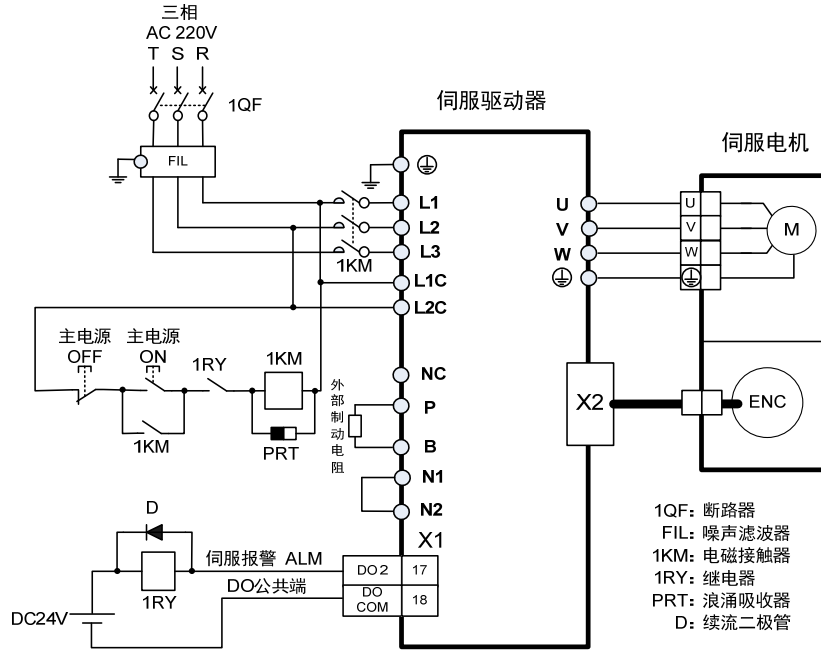 三相
AC 220V
T S R
1QF
FIL
伺服驱动器
伺服电机
L1
L2
L3
1KM
L1C
L2C
U
V
W
U
V
W
M
主电源
OFF
主电源
ON
1RY
1KM
1KM
PRT
外部制动电阻
NC
P
B
N1
N2
X2
ENC
X1
D
1RY
伺服报警 ALM
DO公共端
DC24V
DO2 17
DO
COM
18
1QF: 断路器
FIL: 噪声滤波器
1KM: 电磁接触器
1RY: 继电器
PRT: 浪涌吸收器
D: 续流二极管